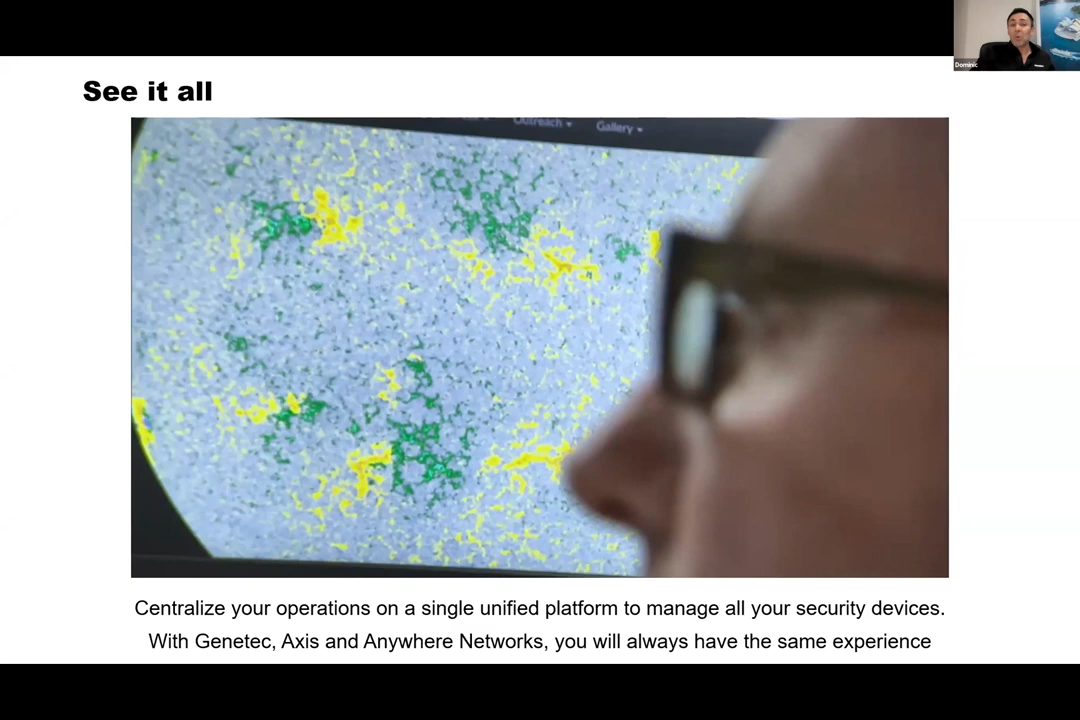 Dominic
See it all
Outreach
Gallery
Centralize your operations on a single unified platform to manage all your security devices.
With Genetec, Axis and Anywhere Networks, you will always have the same experience